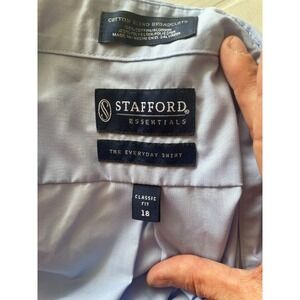 COTTON BLEND BROADCLOTH
STAFFORD®
ESSENTIALS
THE EVERYDAY SHIRT
CLASSIC
FIT
18